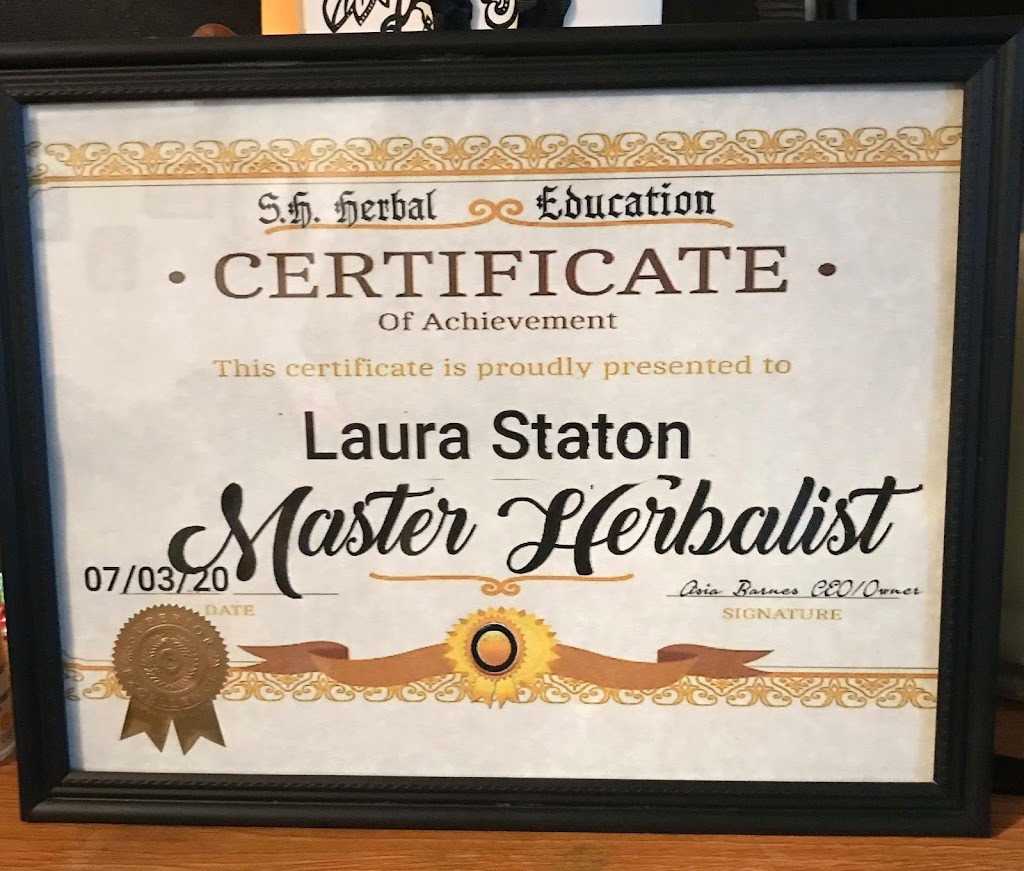 S.H. Herbal Education
• CERTIFICATE •
Of Achievement
This certificate is proudly presented to
Laura Staton
Master Herbalist
07/03/20
DATE
Asia Barnes CEO/Owner
SIGNATURE